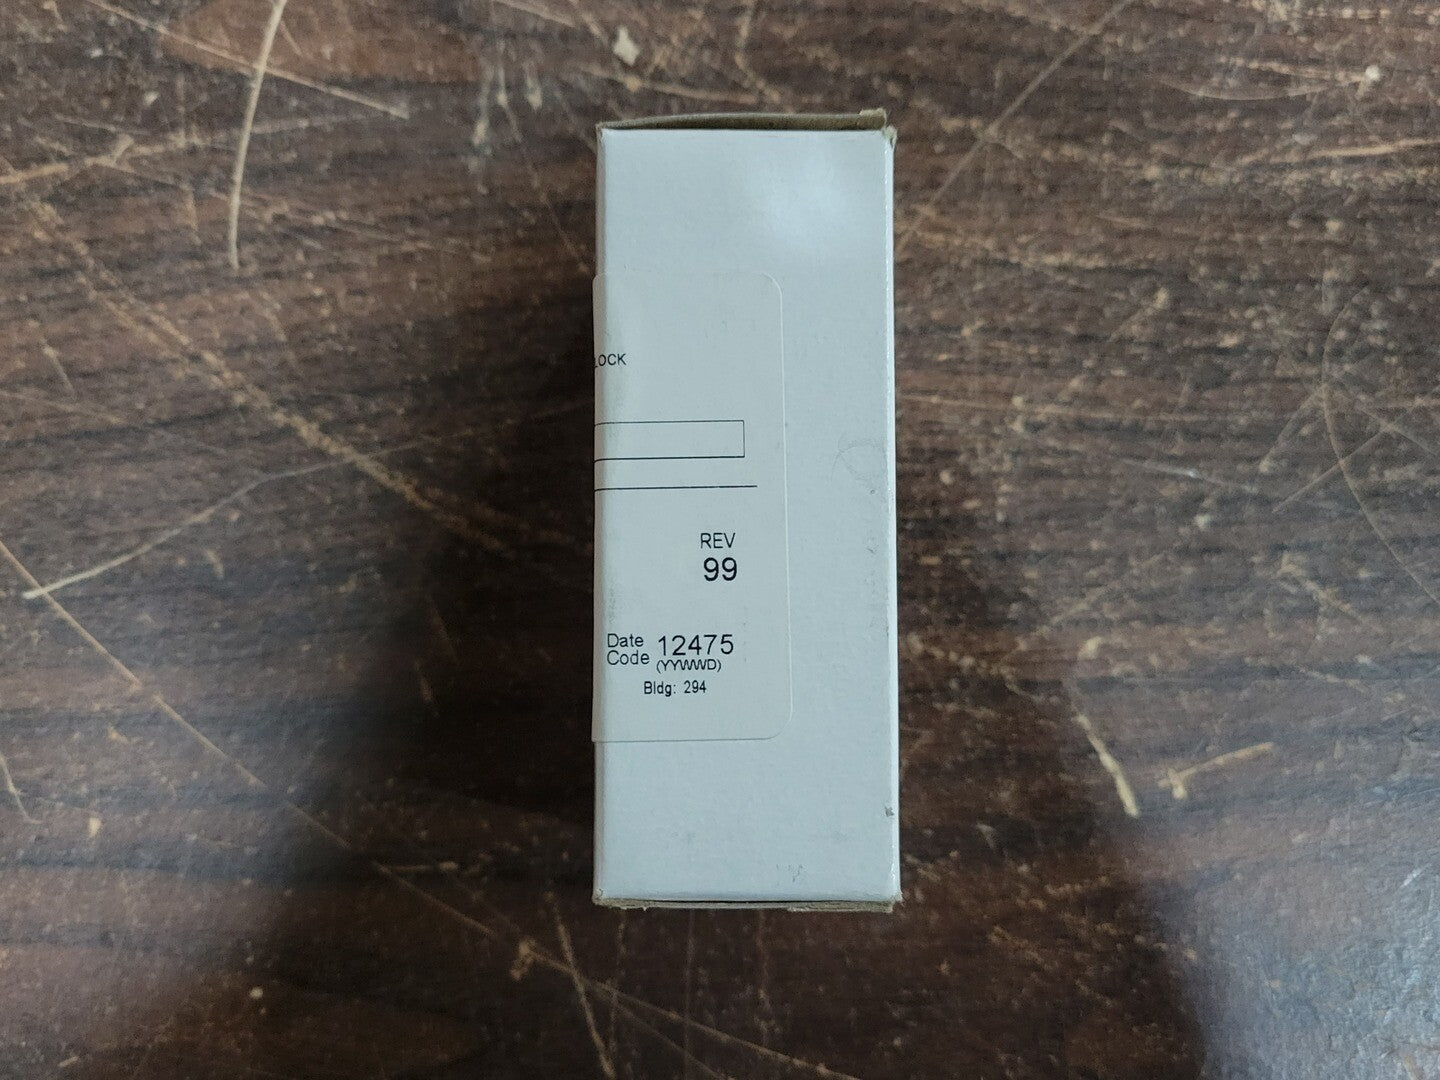 LOCK
REV
99
Date Code 12475
(YYWWD)
Bldg: 294